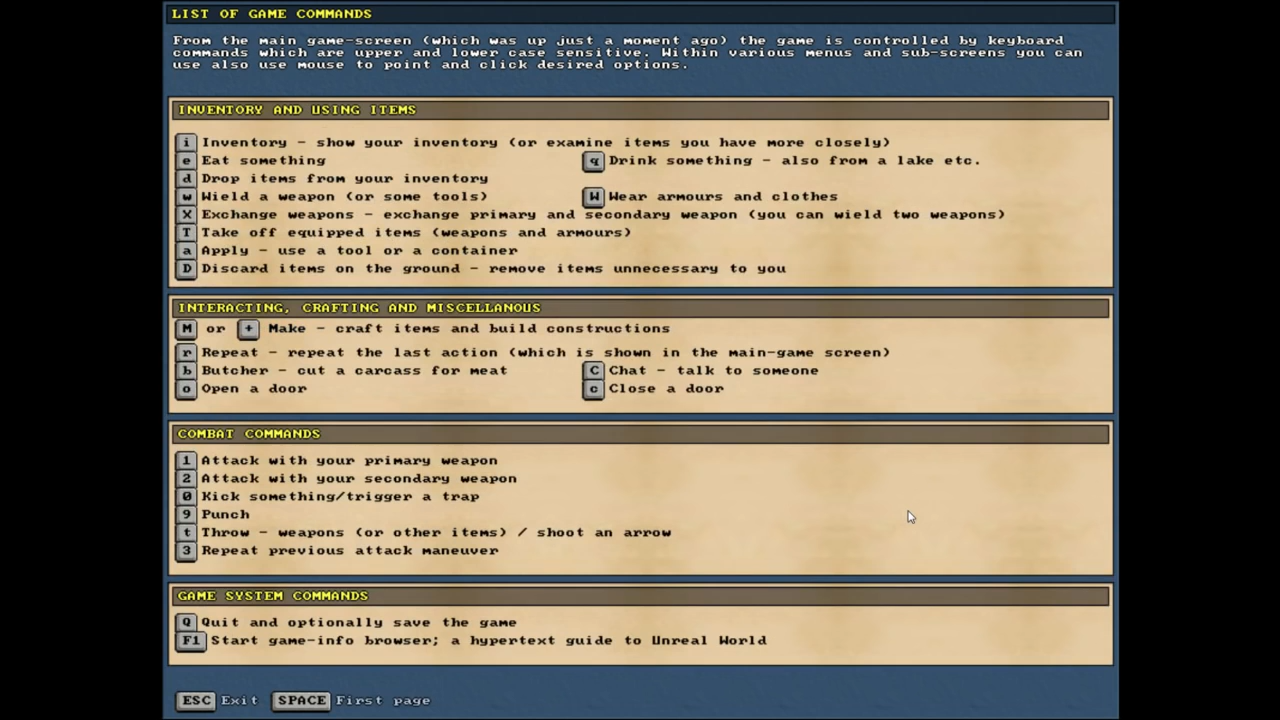 LIST OF GAME COMMANDS
From the main game-screen (which was up just a moment ago) the game is controlled by keyboard
commands which are upper and lower case sensitive. Within various menus and sub-screens you can
use also use mouse to point and click desired options.
INVENTORY AND USING ITEMS
i Inventory - show your inventory (or examine items you have more closely)
e Eat something q Drink something - also from a lake etc.
d Drop items from your inventory
w Wield a weapon (or some tools) W Wear armours and clothes
X Exchange weapons - exchange primary and secondary weapon (you can wield two weapons)
T Take off equipped items (weapons and armours)
a Apply - use a tool or a container
D Discard items on the ground - remove items unnecessary to you
INTERACTING, CRAFTING AND MISCELLANOUS
M or + Make - craft items and build constructions
r Repeat - repeat the last action (which is shown in the main-game screen)
b Butcher - cut a carcass for meat C Chat - talk to someone
o Open a door c Close a door
COMBAT COMMANDS
1 Attack with your primary weapon
2 Attack with your secondary weapon
0 Kick something/trigger a trap
9 Punch
t Throw - weapons (or other items) / shoot an arrow
3 Repeat previous attack maneuver
GAME SYSTEM COMMANDS
Q Quit and optionally save the game
F1 Start game-info browser; a hypertext guide to Unreal World
ESC Exit SPACE First page